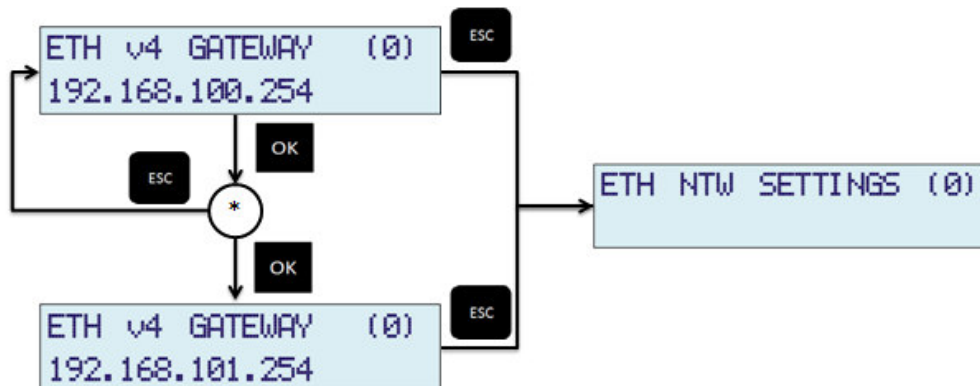 ESC
ETH v4 GATEWAY (0)
192.168.100.254
OK
ESC
*
ETH NTW SETTINGS (0)
OK
ESC
ETH v4 GATEWAY (0)
192.168.101.254